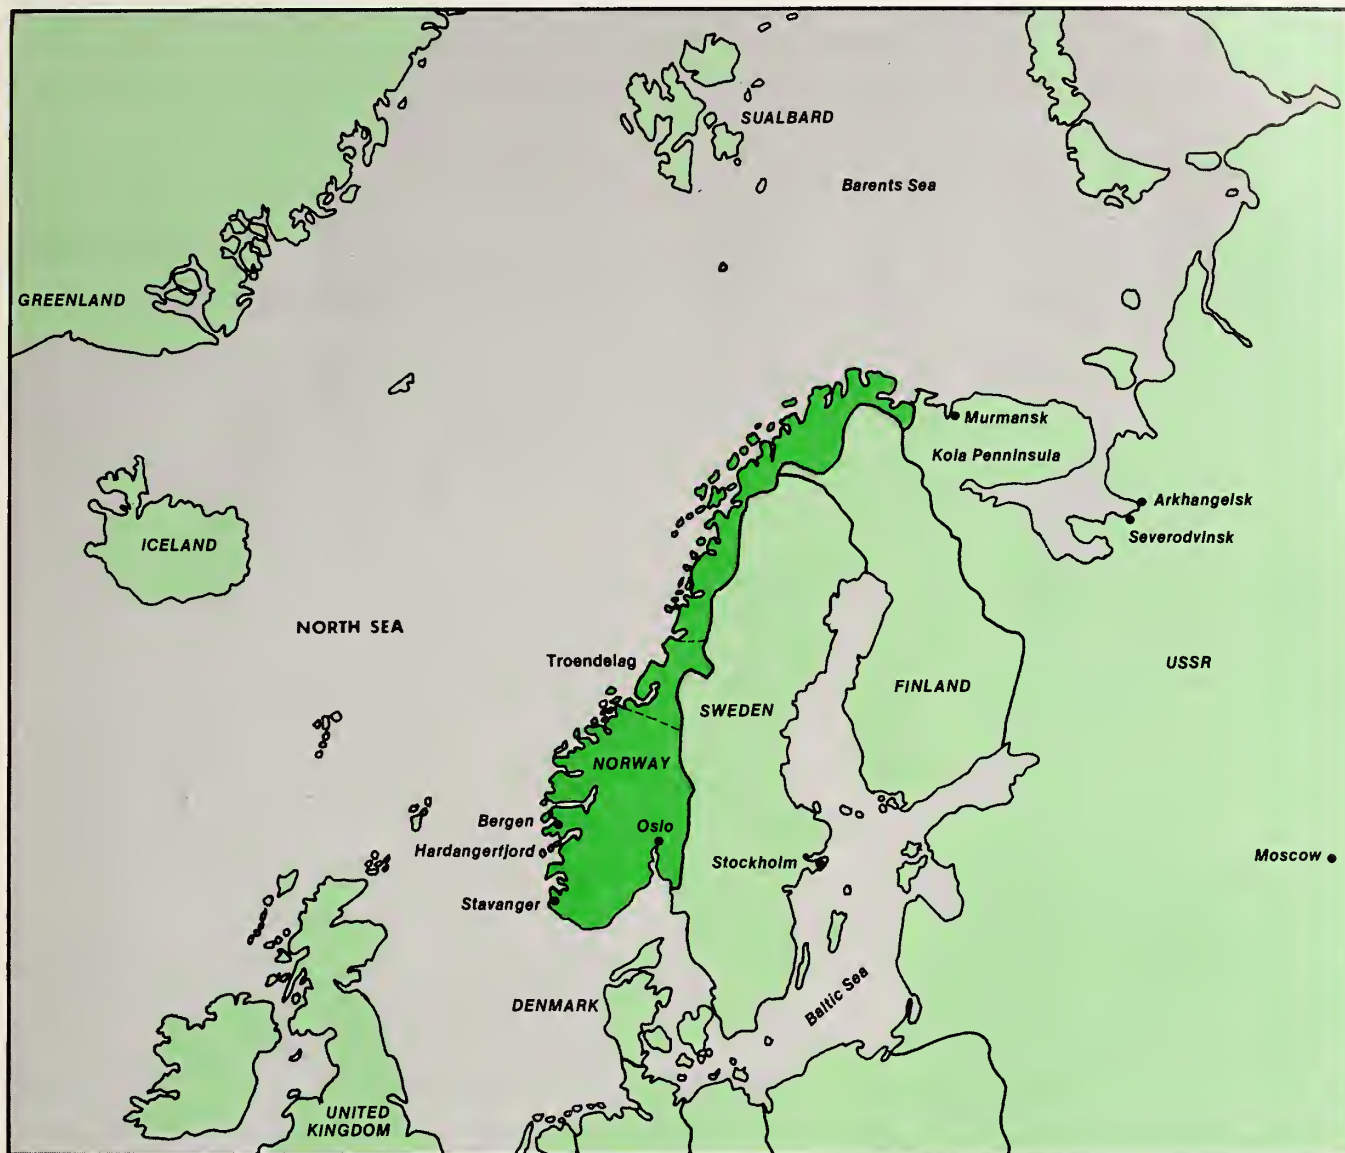 SUALBARD
Barents Sea
GREENLAND
Murmansk
Kola Penninsula
Arkhangelsk
Severodvinsk
ICELAND
NORTH SEA
Troendelag
USSR
FINLAND
SWEDEN
NORWAY
Bergen
Oslo
Hardangerfjord
Stockholm
Moscow
Stavanger
Baltic Sea
DENMARK
UNITED
KINGDOM